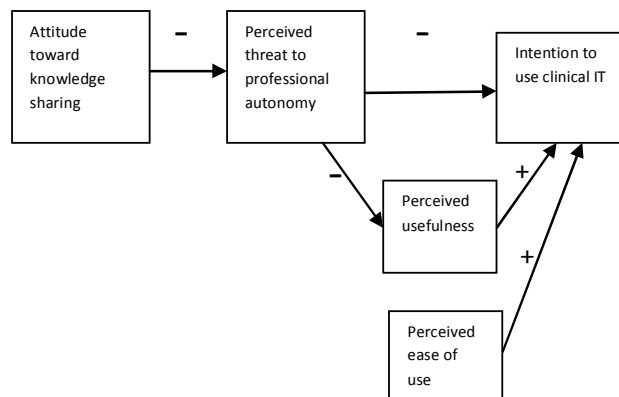 Attitude
toward
knowledge
sharing
–
Perceived
threat to
professional
autonomy
–
Intention to
use clinical IT
–
Perceived
usefulness
+
+
Perceived
ease of
use